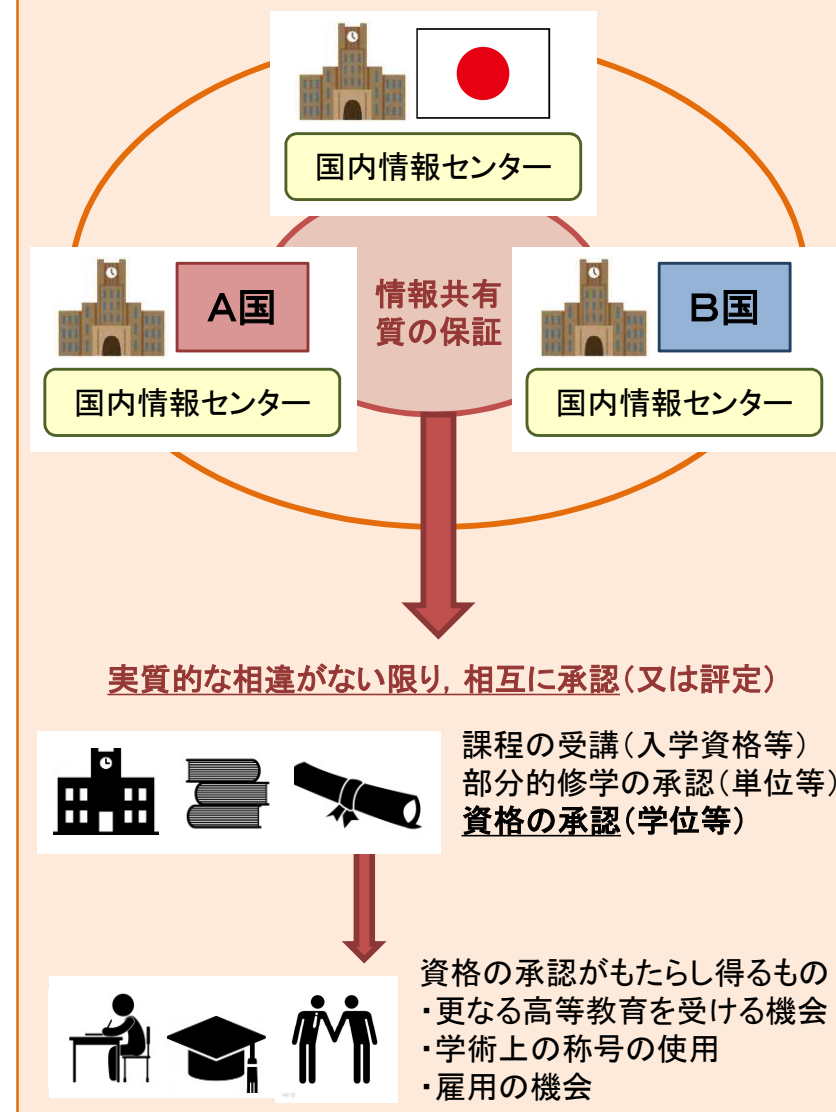 国内情報センター
A国
B国
情報共有
質の保証
国内情報センター
国内情報センター
実質的な相違がない限り，相互に承認（又は評定）
課程の受講（入学資格等）
部分的修学の承認（単位等）
資格の承認（学位等）
資格の承認がもたらし得るもの
・更なる高等教育を受ける機会
・学術上の称号の使用
・雇用の機会